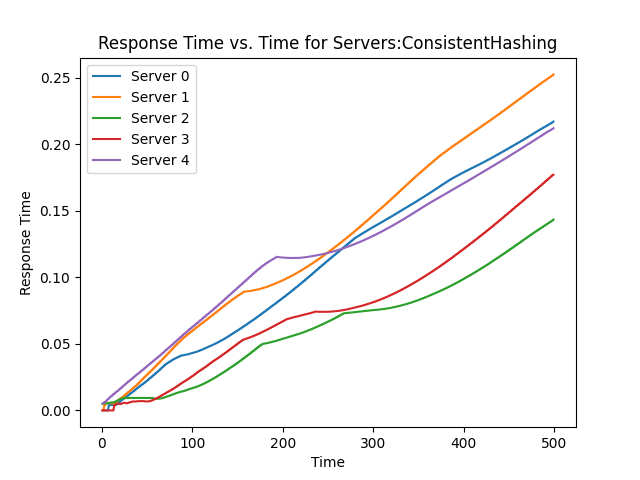 Response Time vs. Time for Servers:ConsistentHashing
Server 0
Server 1
Server 2
Server 3
Server 4
0.25
0.20
0.15
0.10
0.05
0.00
Response Time
0 100 200 300 400 500
Time